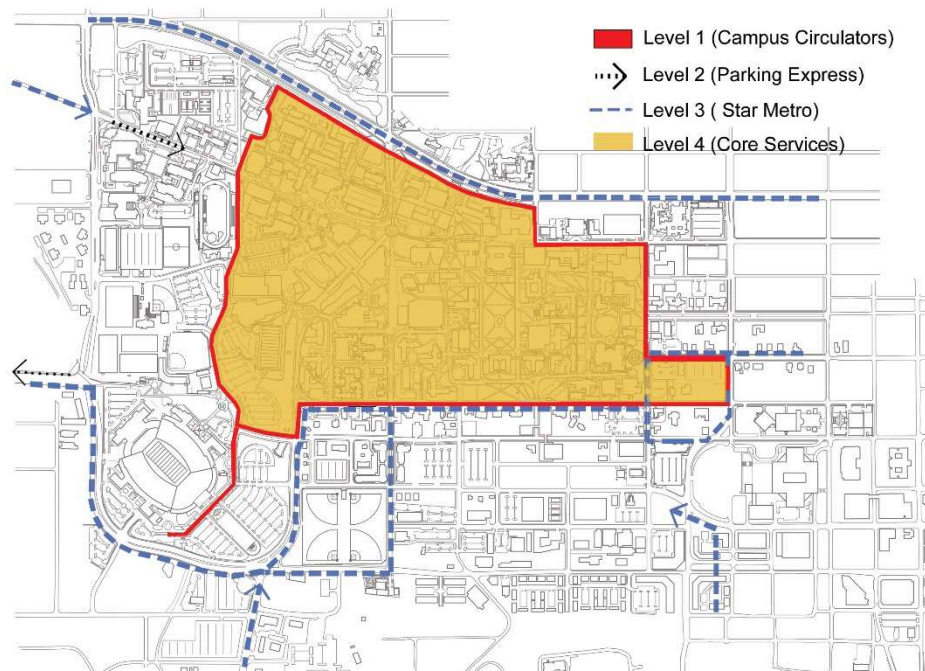 Level 1 (Campus Circulators)
Level 2 (Parking Express)
Level 3 ( Star Metro)
Level 4 (Core Services)